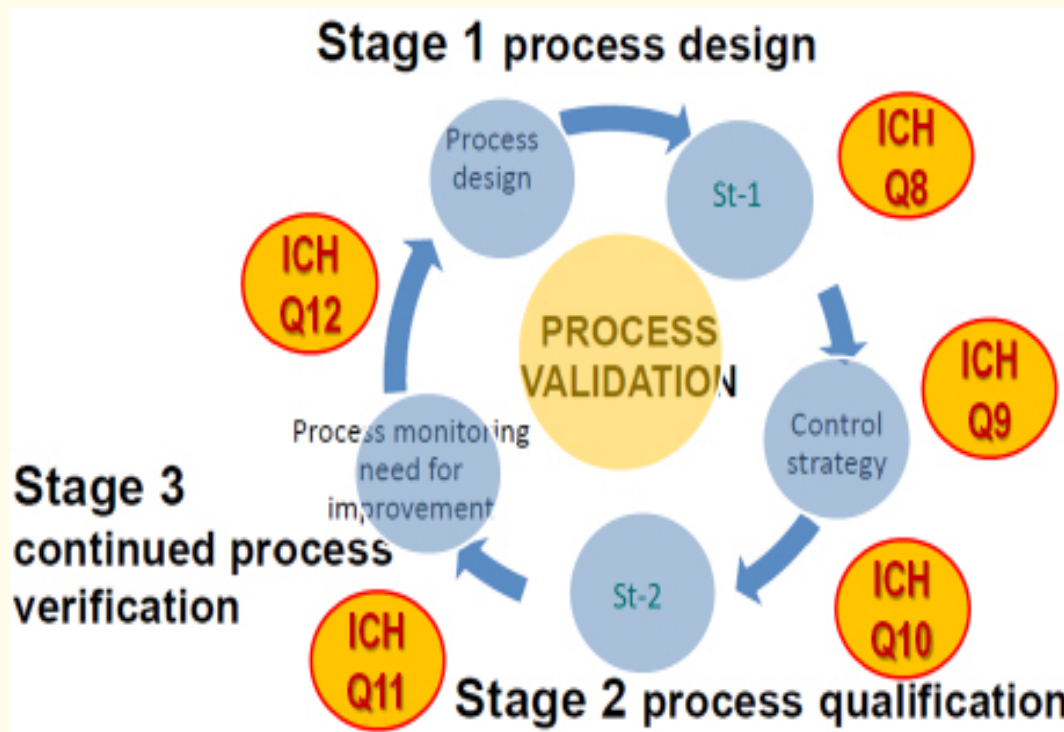 Stage 1 process design
Process
design
St-1
ICH
Q8
ICH
Q12
PROCESS
VALIDATION
ICH
Q9
Control
strategy
Process monitoring
need for
improvement
Stage 3
continued process
verification
St-2
ICH
Q10
ICH
Q11
Stage 2 process qualification